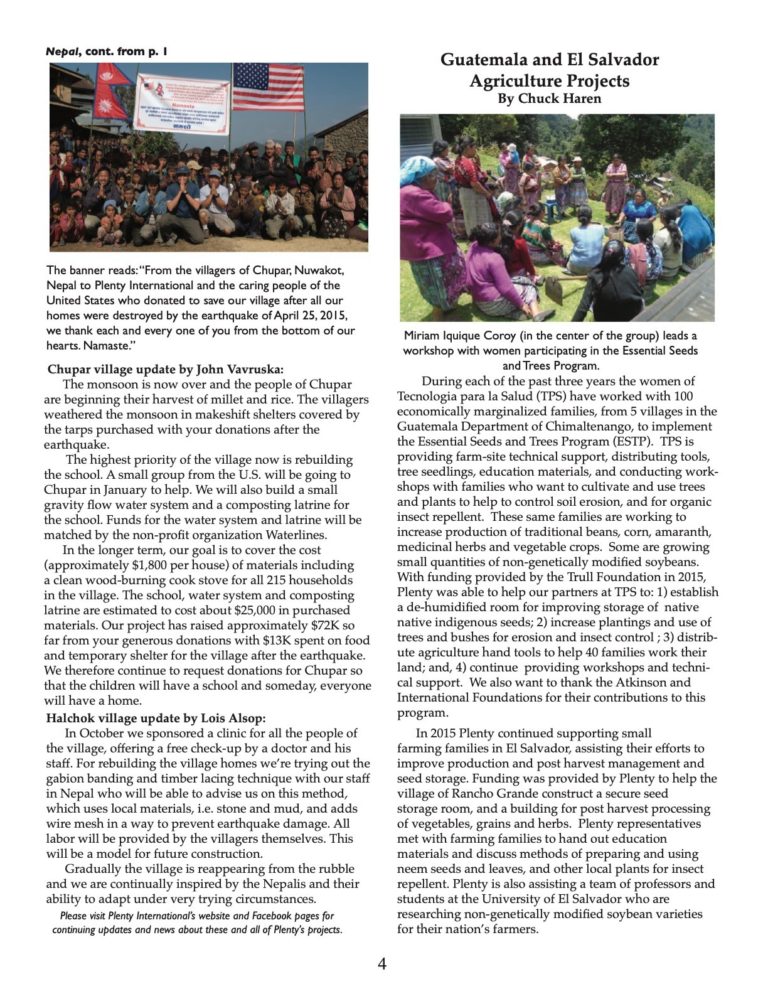 Nepal, cont. from p. 1
Namaste
The banner reads: "From the villagers of Chupar, Nuwakot,
Nepal to Plenty International and the caring people of the
United States who donated to save our village after all our
homes were destroyed by the earthquake of April 25, 2015,
we thank each and every one of you from the bottom of our
hearts. Namaste."
Chupar village update by John Vavruska:
The monsoon is now over and the people of Chupar
are beginning their harvest of millet and rice. The villagers
weathered the monsoon in makeshift shelters covered by
the tarps purchased with your donations after the
earthquake.
The highest priority of the village now is rebuilding
the school. A small group from the U.S. will be going to
Chupar in January to help. We will also build a small
gravity flow water system and a composting latrine for
the school. Funds for the water system and latrine will be
matched by the non-profit organization Waterlines.
In the longer term, our goal is to cover the cost
(approximately $1,800 per house) of materials including
a clean wood-burning cook stove for all 215 households
in the village. The school, water system and composting
latrine are estimated to cost about $25,000 in purchased
materials. Our project has raised approximately $72K so
far from your generous donations with $13K spent on food
and temporary shelter for the village after the earthquake.
We therefore continue to request donations for Chupar so
that the children will have a school and someday, everyone
will have a home.
Halchok village update by Lois Alsop:
In October we sponsored a clinic for all the people of
the village, offering a free check-up by a doctor and his
staff. For rebuilding the village homes we're trying out the
gabion banding and timber lacing technique with our staff
in Nepal who will be able to advise us on this method,
which uses local materials, i.e. stone and mud, and adds
wire mesh in a way to prevent earthquake damage. All
labor will be provided by the villagers themselves. This
will be a model for future construction.
Gradually the village is reappearing from the rubble
and we are continually inspired by the Nepalis and their
ability to adapt under very trying circumstances.
Please visit Plenty International's website and Facebook pages for
continuing updates and news about these and all of Plenty's projects.
Guatemala and El Salvador
Agriculture Projects
By Chuck Haren
Miriam Iquique Coroy (in the center of the group) leads a
workshop with women participating in the Essential Seeds
and Trees Program.
During each of the past three years the women of
Tecnologia para la Salud (TPS) have worked with 100
economically marginalized families, from 5 villages in the
Guatemala Department of Chimaltenango, to implement
the Essential Seeds and Trees Program (ESTP). TPS is
providing farm-site technical support, distributing tools,
tree seedlings, education materials, and conducting work-
shops with families who want to cultivate and use trees
and plants to help to control soil erosion, and for organic
insect repellent. These same families are working to
increase production of traditional beans, corn, amaranth,
medicinal herbs and vegetable crops. Some are growing
small quantities of non-genetically modified soybeans.
With funding provided by the Trull Foundation in 2015,
Plenty was able to help our partners at TPS to: 1) establish
a de-humidified room for improving storage of native
native indigenous seeds; 2) increase plantings and use of
trees and bushes for erosion and insect control ; 3) distrib-
ute agriculture hand tools to help 40 families work their
land; and, 4) continue providing workshops and techni-
cal support. We also want to thank the Atkinson and
International Foundations for their contributions to this
program.
In 2015 Plenty continued supporting small
farming families in El Salvador, assisting their efforts to
improve production and post harvest management and
seed storage. Funding was provided by Plenty to help the
village of Rancho Grande construct a secure seed
storage room, and a building for post harvest processing
of vegetables, grains and herbs. Plenty representatives
met with farming families to hand out education
materials and discuss methods of preparing and using
neem seeds and leaves, and other local plants for insect
repellent. Plenty is also assisting a team of professors and
students at the University of El Salvador who are
researching non-genetically modified soybean varieties
for their nation's farmers.
4